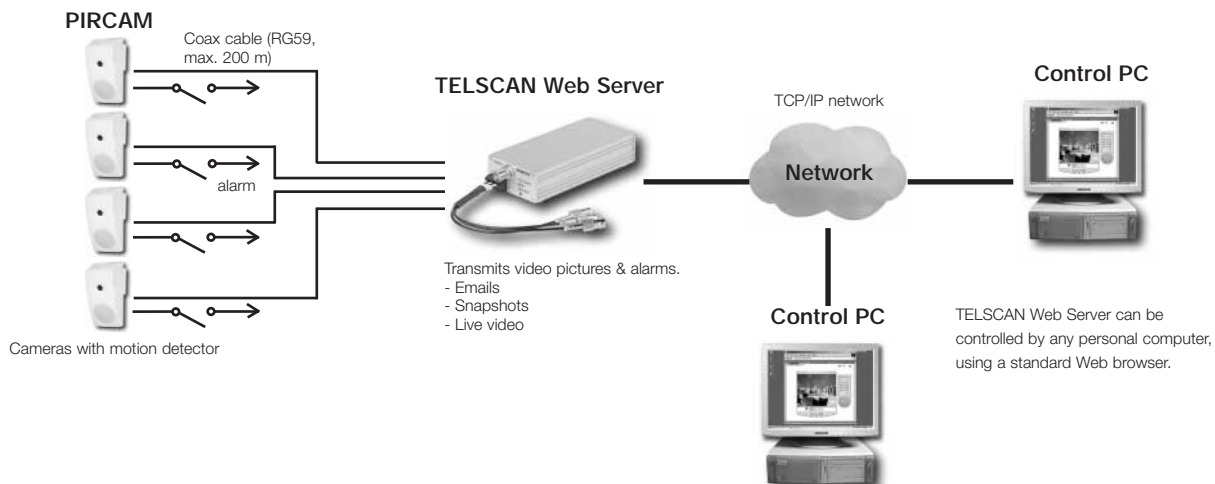 PIRCAM
Coax cable (RG59,
max. 200 m)
alarm
Cameras with motion detector
TELSCAN Web Server
Transmits video pictures & alarms.
- Emails
- Snapshots
- Live video
TCP/IP network
Network
Control PC
Control PC
TELSCAN Web Server can be
controlled by any personal computer,
using a standard Web browser.